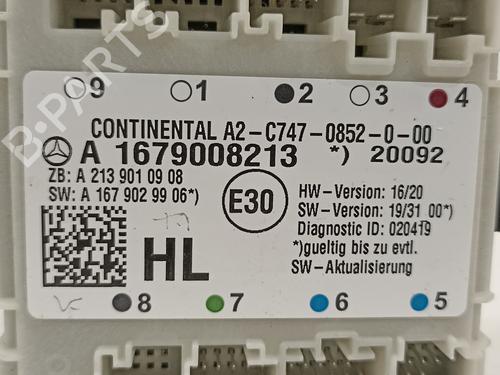 B-PARTS
9 1 2 3 4
CONTINENTAL A2-C747-0852-0-00
A 1679008213 *) 20092
ZB: A 213 901 09 08
SW: A 167 902 99 06*)
E30
HW-Version: 16/20
SW-Version: 19/31 00*)
Diagnostic ID: 020419
*)gueltig bis zu evtl.
SW-Aktualisierung
HL
8 7 6 5